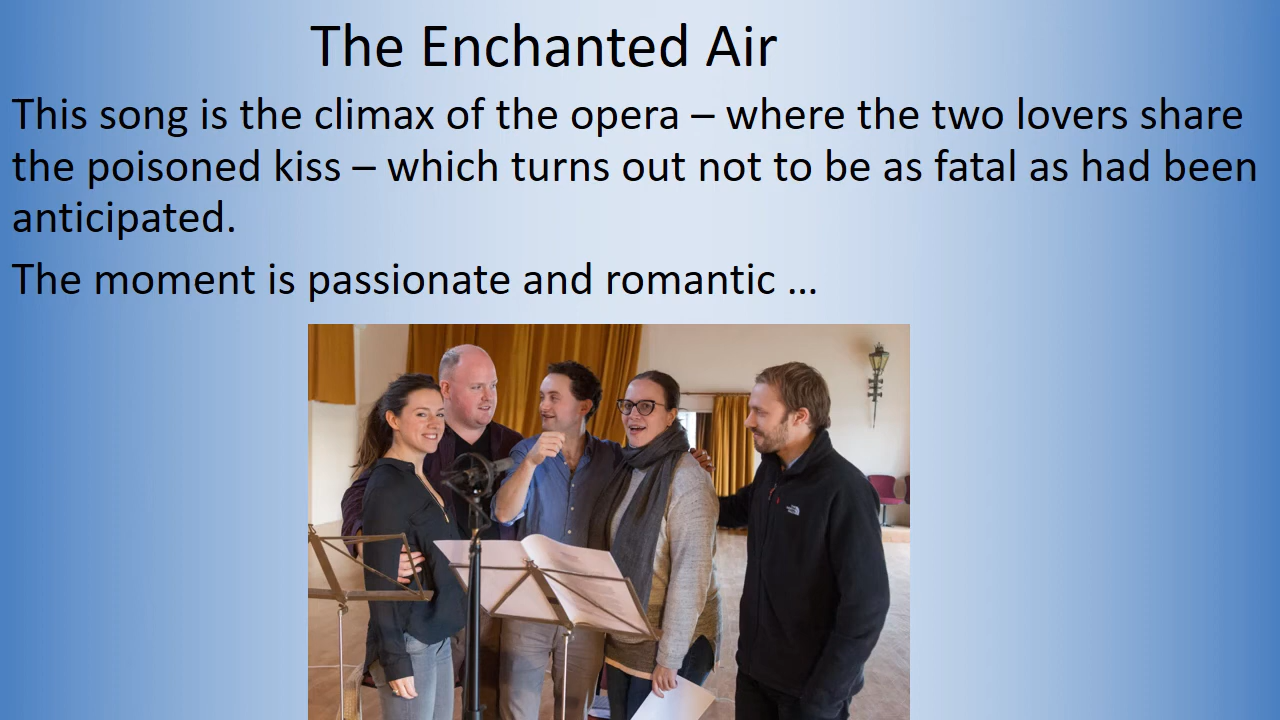 The Enchanted Air
This song is the climax of the opera – where the two lovers share
the poisoned kiss – which turns out not to be as fatal as had been
anticipated.
The moment is passionate and romantic ...